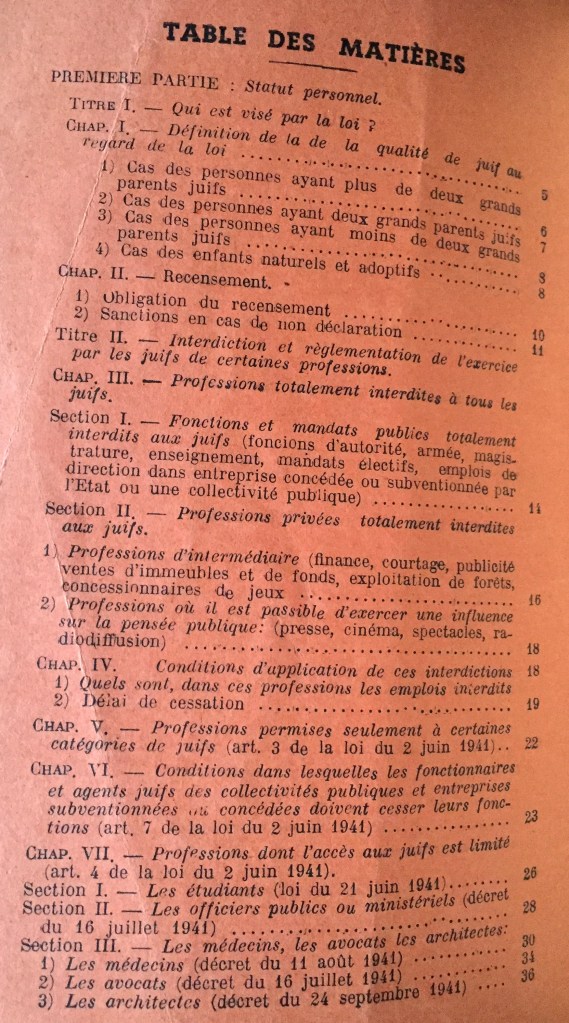 TABLE DES MATIÈRES
PREMIERE PARTIE : Statut personnel.
TITRE I. — Qui est visé par la loi ?
CHAP. I. — Définition de la de la qualité de juif au
regard de la loi .......... 5
1) Cas des personnes ayant plus de deux grands
parents juifs .......... 6
2) Cas des personnes ayant deux grands parents juifs 7
3) Cas des personnes ayant moins de deux grands
parents juifs .......... 8
4) Cas des enfants naturels et adoptifs .......... 8
CHAP. II. — Recensement.
1) Obligation du recensement .......... 10
2) Sanctions en cas de non déclaration .......... 11
Titre II. — Interdiction et règlementation de l'exercice
par les juifs de certaines professions.
CHAP. III. — Professions totalement interdites à tous les
juifs.
Section I. — Fonctions et mandats publics totalement
interdits aux juifs (foncions d'autorité, armée, magis-
trature, enseignement, mandats électifs, emplois de
direction dans entreprise concédée ou subventionnée par
l'Etat ou une collectivité publique) .......... 14
Section II. — Professions privées totalement interdites
aux juifs.
1) Professions d'intermédiaire (finance, courtage, publicité
ventes d'immeubles et de fonds, exploitation de forêts,
concessionnaires de jeux .......... 16
2) Professions où il est passible d'exercer une influence
sur la pensée publique: (presse, cinéma, spectacles, ra-
diodiffusion) .......... 18
CHAP. IV. Conditions d'application de ces interdictions 18
1) Quels sont, dans ces professions les emplois interdits
2) Délai de cessation .......... 19
CHAP. V. — Professions permises seulement à certaines
catégories de juifs (art. 3 de la loi du 2 juin 1941).. 22
CHAP. VI. — Conditions dans lesquelles les fonctionnaires
et agents juifs des collectivités publiques et entreprises
subventionnées ou concédées doivent cesser leurs fonc-
tions (art. 7 de la loi du 2 juin 1941) .......... 23
CHAP. VII. — Professions dont l'accès aux juifs est limité
(art. 4 de la loi du 2 juin 1941).
Section I. — Les étudiants (loi du 21 juin 1941)....... 26
Section II. — Les officiers publics ou ministériels (décret
du 16 juillet 1941) .......... 28
Section III. — Les médecins, les avocats les architectes: 30
1) Les médecins (décret du 11 août 1941) .......... 34
2) Les avocats (décret du 16 juillet 1941) .......... 36
3) Les architectes (décret du 24 septembre 1941) ....